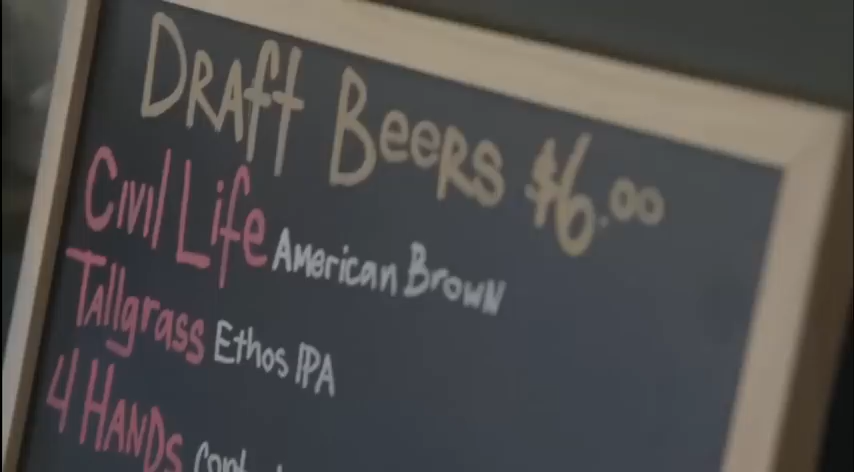 Draft Beers $6.00
Civil Life American Brown
Tallgrass Ethos IPA
4 Hands